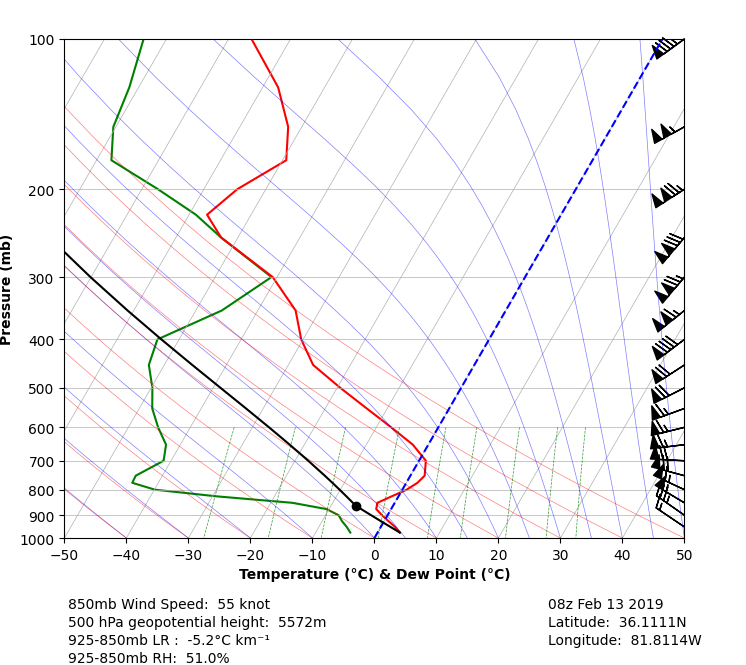 100
200
300
400
500
600
700
800
900
1000
Pressure (mb)
−50 −40 −30 −20 −10 0 10 20 30 40 50
Temperature (°C) & Dew Point (°C)
850mb Wind Speed: 55 knot
500 hPa geopotential height: 5572m
925-850mb LR : -5.2°C km⁻¹
925-850mb RH: 51.0%
08z Feb 13 2019
Latitude: 36.1111N
Longitude: 81.8114W